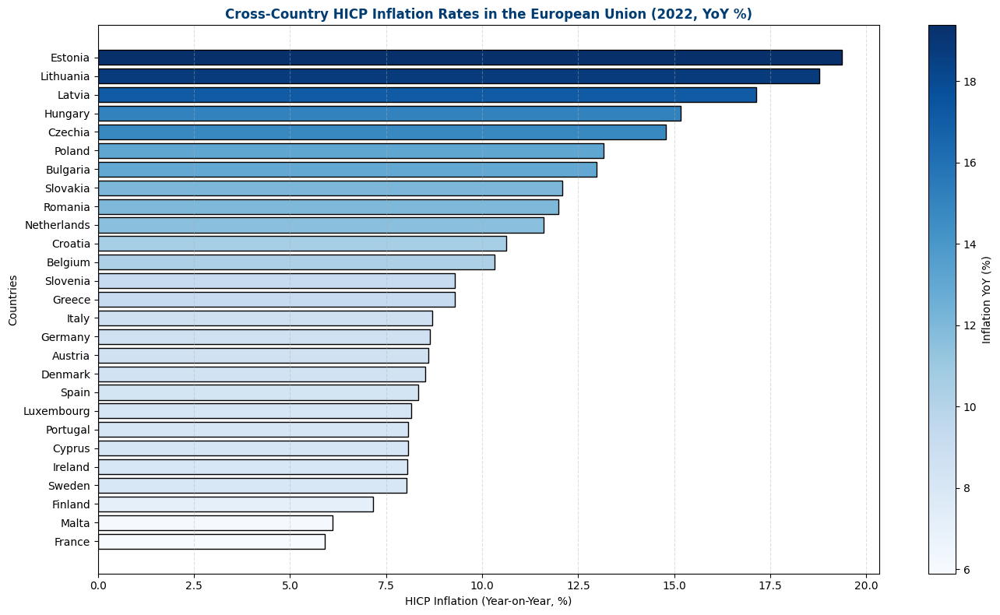 Cross-Country HICP Inflation Rates in the European Union (2022, YoY %)
Countries
Estonia
Lithuania
Latvia
Hungary
Czechia
Poland
Bulgaria
Slovakia
Romania
Netherlands
Croatia
Belgium
Slovenia
Greece
Italy
Germany
Austria
Denmark
Spain
Luxembourg
Portugal
Cyprus
Ireland
Sweden
Finland
Malta
France
0.0 2.5 5.0 7.5 10.0 12.5 15.0 17.5 20.0
HICP Inflation (Year-on-Year, %)
18
16
14
12
10
8
6
Inflation YoY (%)